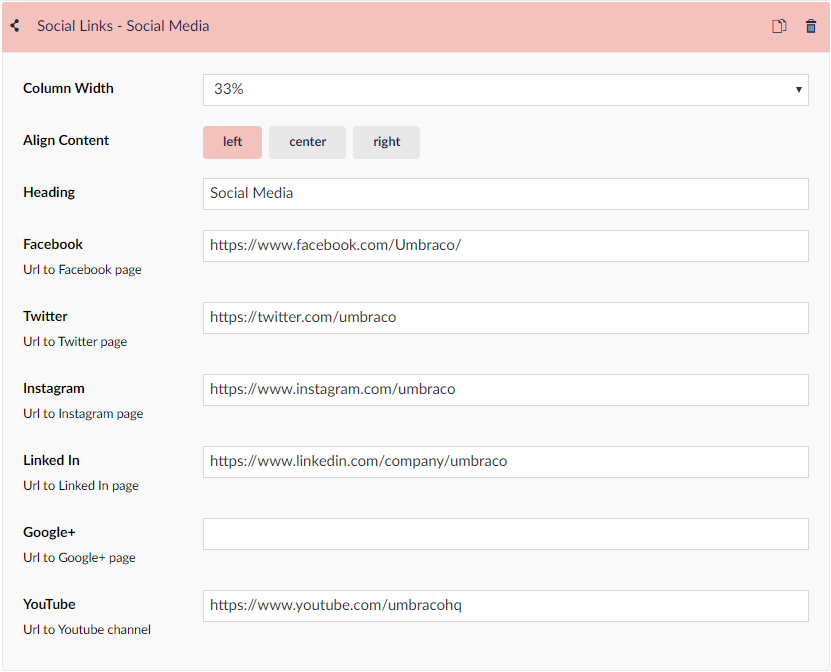 Social Links - Social Media
Column Width
33%
Align Content
left center right
Heading
Social Media
Facebook
https://www.facebook.com/Umbraco/
Url to Facebook page
Twitter
https://twitter.com/umbraco
Url to Twitter page
Instagram
https://www.instagram.com/umbraco
Url to Instagram page
Linked In
https://www.linkedin.com/company/umbraco
Url to Linked In page
Google+
Url to Google+ page
YouTube
https://www.youtube.com/umbracohq
Url to Youtube channel